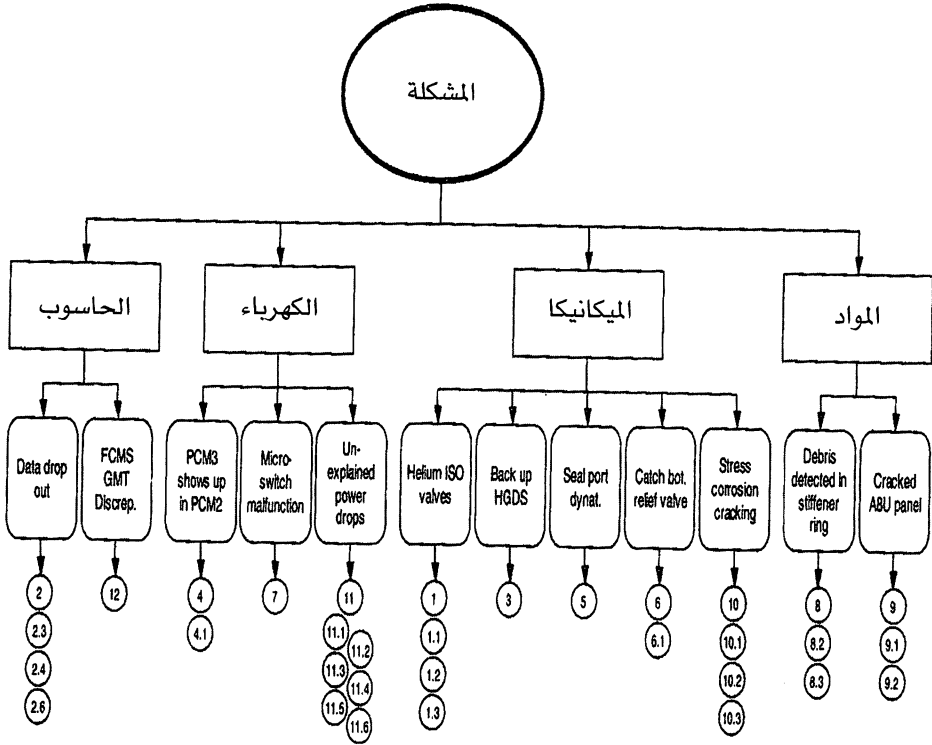 المشكلة
الحاسوب
الكهرباء
الميكانيكا
المواد
Data drop
out
FCMS
GMT
Discrep.
PCM3
shows up
in PCM2
Micro-
switch
malfunction
Un-
explained
power
drops
Helium ISO
valves
Back up
HGDS
Seal port
dynat.
Catch bot.
relief valve
Stress
corrosion
cracking
Debris
detected in
stiffener
ring
Cracked
A8U panel
2
2.3
2.4
2.6
12
4
4.1
7
11
11.1
11.2
11.3
11.4
11.5
11.6
1
1.1
1.2
1.3
3
5
6
6.1
10
10.1
10.2
10.3
8
8.2
8.3
9
9.1
9.2